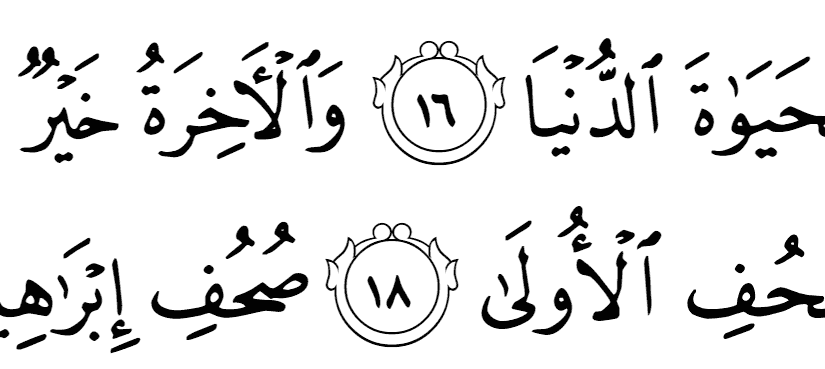 حَيَوٰةَ ٱلدُّنۡيَا ١٦ وَٱلۡأَخِرَةُ خَيۡرٞ
حُفِ ٱلۡأُولَىٰ ١٨ صُحُفِ إِبۡرَٰهِي